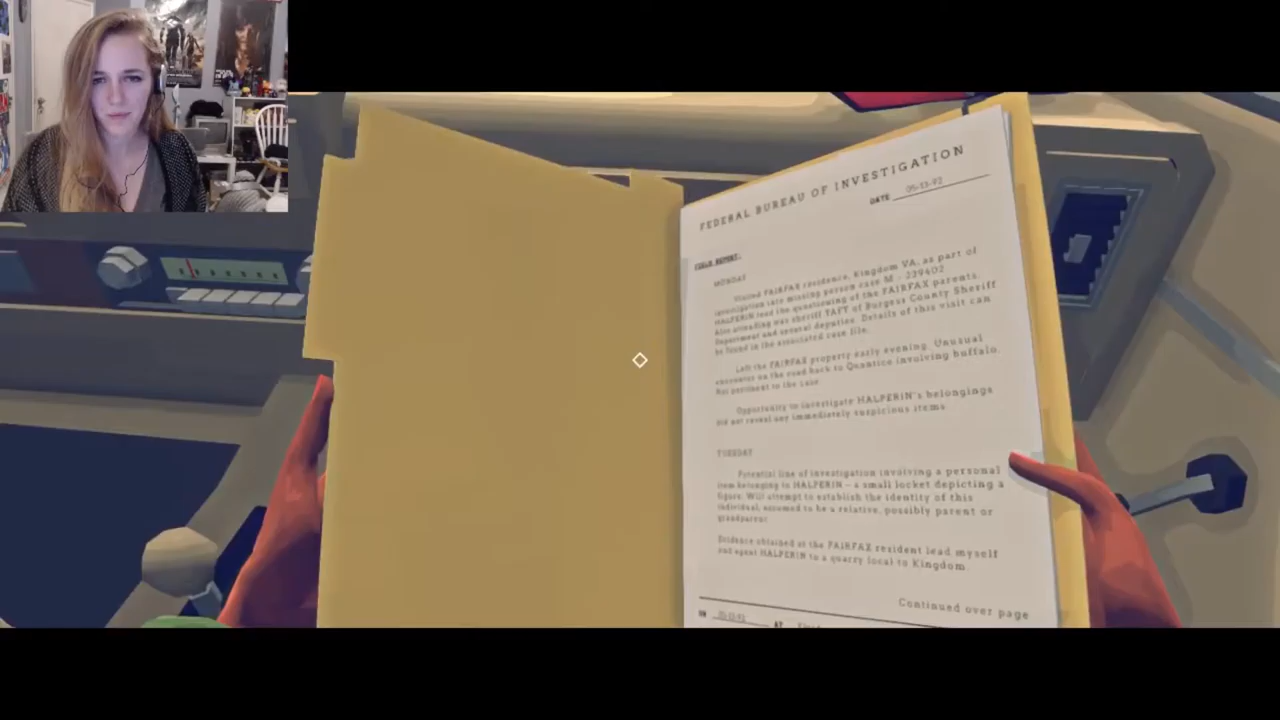 FEDERAL BUREAU OF INVESTIGATION
DATE 05-13-92
FIELD REPORT:
MONDAY
Visited FAIRFAX residence, Kingdom VA, as part of
investigation into missing person case M - 239402.
HALPERIN lead the questioning of the FAIRFAX parents.
Also attending was sheriff TAFT of Burgess County Sheriff
Department and several deputies. Details of this visit can
be found in the associated case file.
Left the FAIRFAX property early evening. Unusual
encounter on the road back to Quantico involving buffalo.
Not pertinent to the case.
Opportunity to investigate HALPERIN's belongings
did not reveal any immediately suspicious items
TUESDAY
Potential line of investigation involving a personal
item belonging to HALPERIN - a small locket depicting a
figure. Will attempt to establish the identity of this
individual, assumed to be a relative, possibly parent or
grandparent
Evidence obtained at the FAIRFAX resident lead myself
and agent HALPERIN to a quarry local to Kingdom.
Continued over page
ON
AT